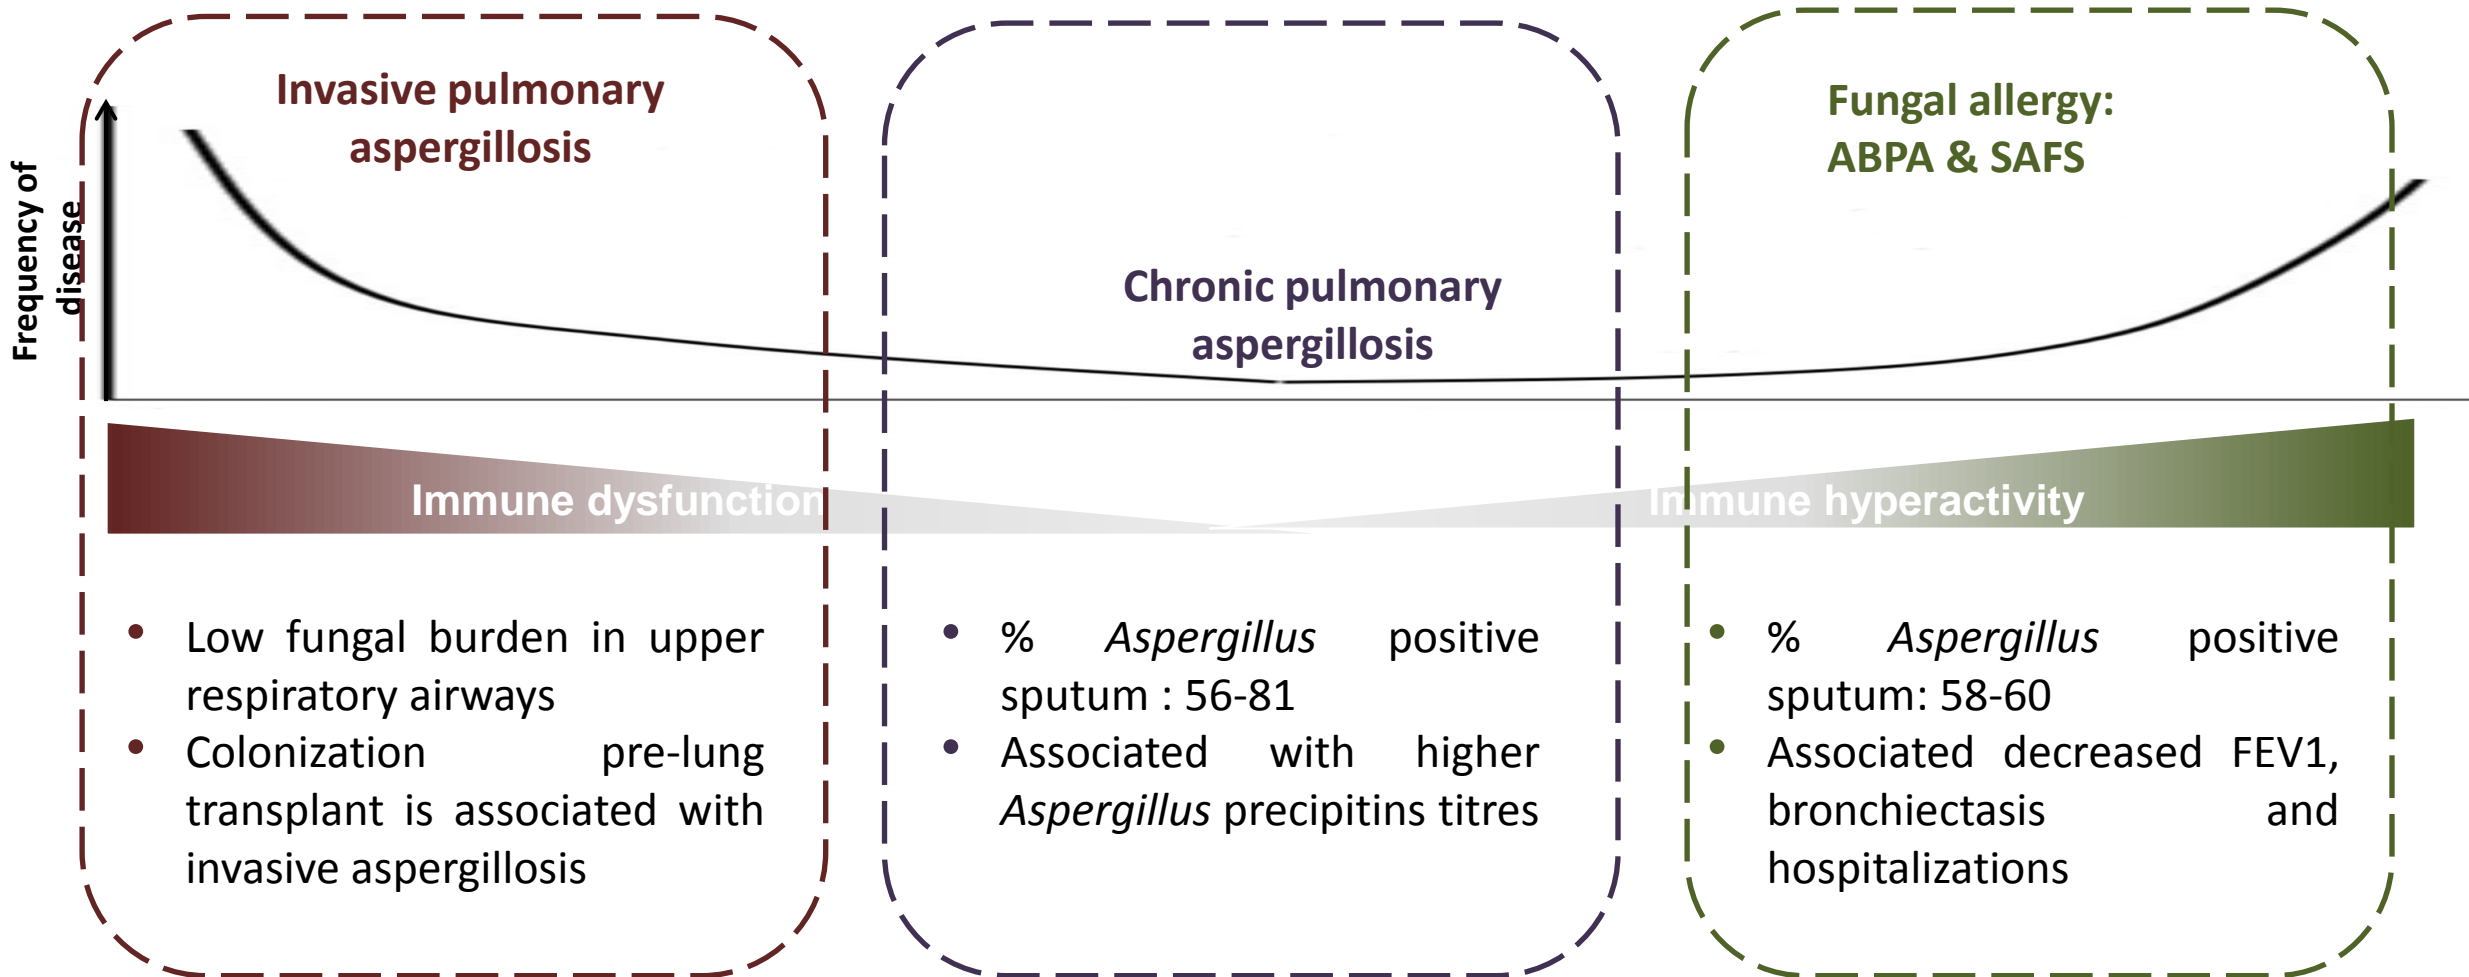 Invasive pulmonary
aspergillosis
Fungal allergy:
ABPA & SAFS
Frequency of
disease
Chronic pulmonary
aspergillosis
Immune dysfunction
Immune hyperactivity
• Low fungal burden in upper
respiratory airways
• Colonization pre-lung
transplant is associated with
invasive aspergillosis
• % Aspergillus positive
sputum : 56-81
• Associated with higher
Aspergillus precipitins titres
• % Aspergillus positive
sputum: 58-60
• Associated decreased FEV1,
bronchiectasis and
hospitalizations